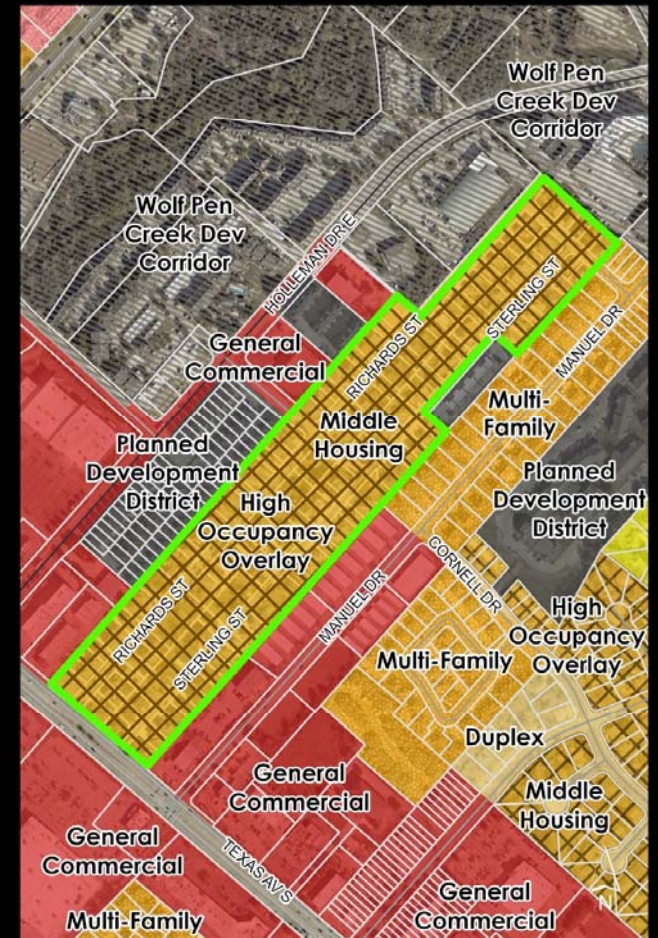 Wolf Pen
Creek Dev
Corridor
Wolf Pen
Creek Dev
Corridor
HOLLEMAN DR E
STERLING ST
RICHARDS ST
MANUEL DR
General
Commercial
Multi-
Family
Middle
Housing
Planned
Development
District
Planned
Development
District
High
Occupancy
Overlay
CORNELL DR
RICHARDS ST
STERLING ST
MANUEL DR
High
Occupancy
Overlay
Multi-Family
Duplex
General
Commercial
Middle
Housing
TEXAS AV S
General
Commercial
General
Commercial
Multi-Family
N